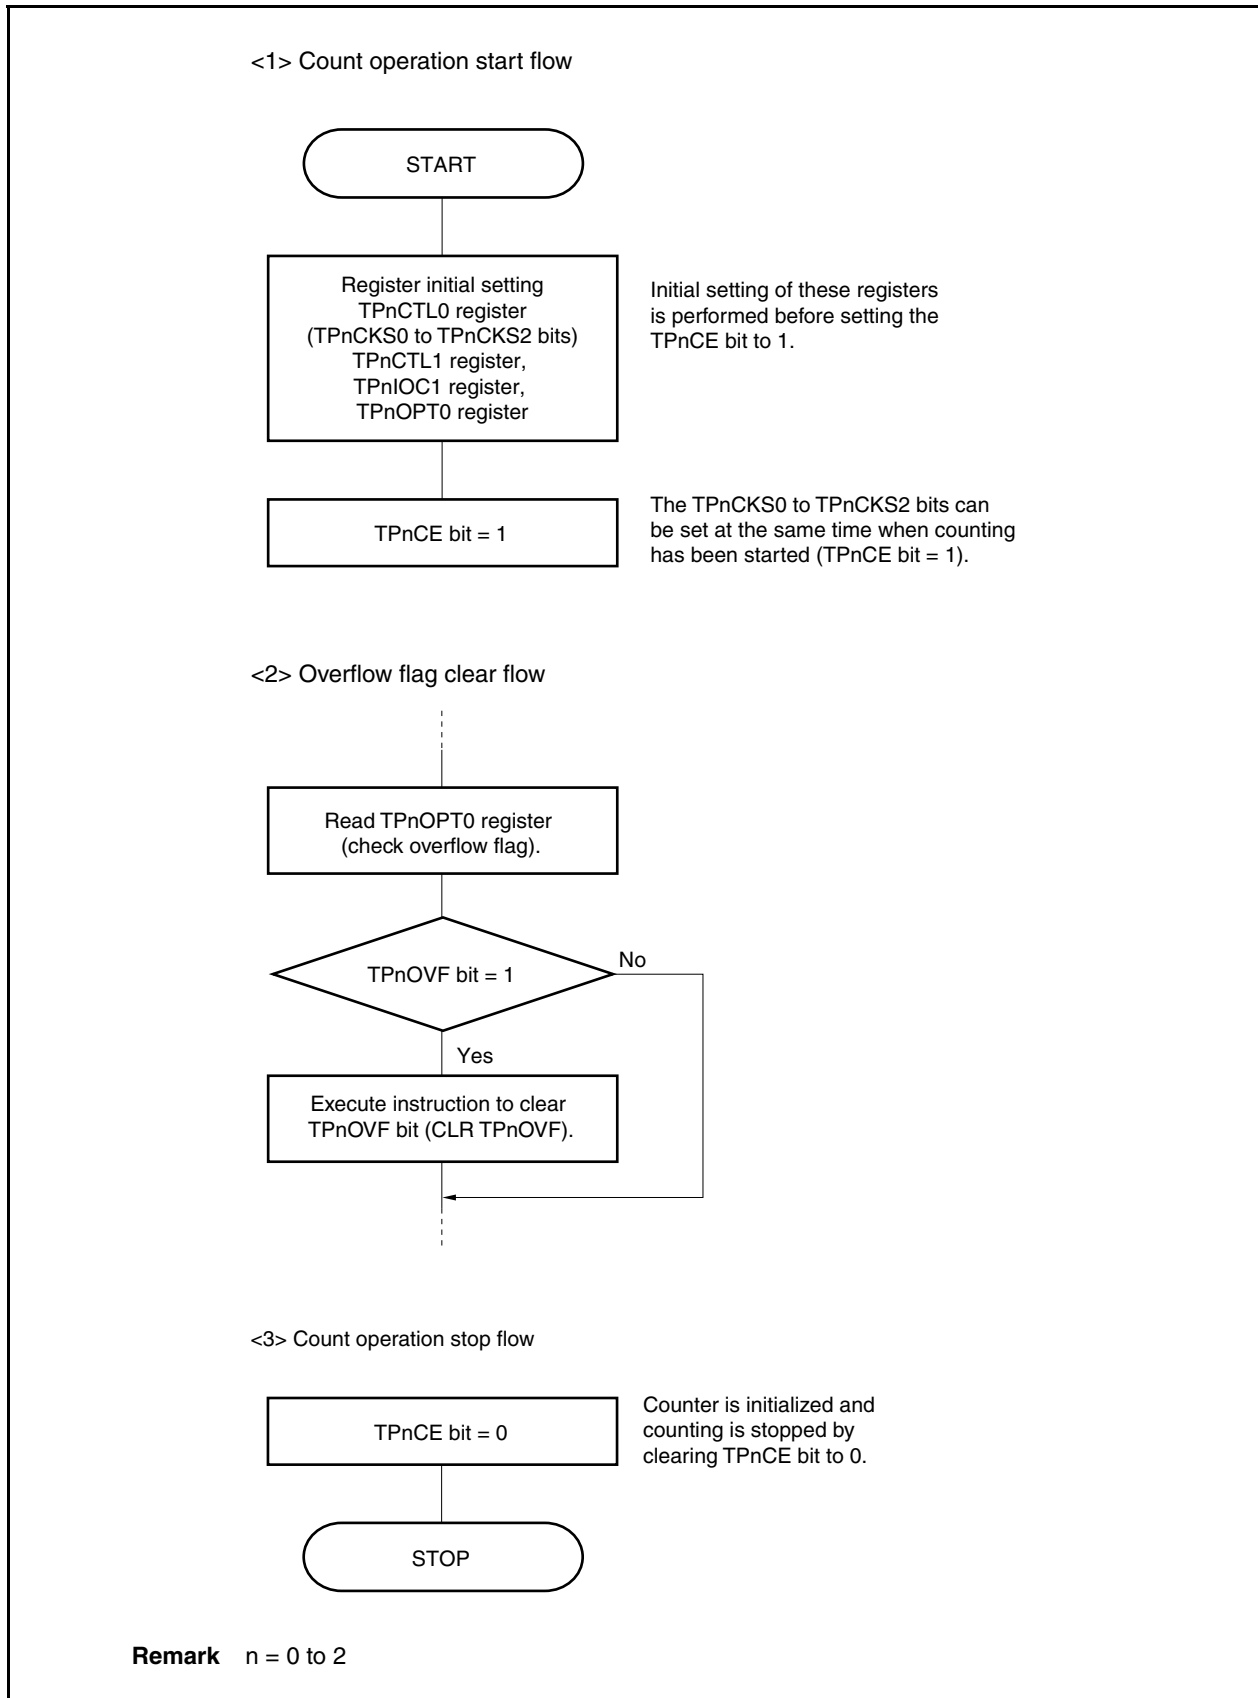 <1> Count operation start flow
START
Register initial setting
TPnCTL0 register
(TPnCKS0 to TPnCKS2 bits)
TPnCTL1 register,
TPnIOC1 register,
TPnOPT0 register
Initial setting of these registers
is performed before setting the
TPnCE bit to 1.
TPnCE bit = 1
The TPnCKS0 to TPnCKS2 bits can
be set at the same time when counting
has been started (TPnCE bit = 1).
<2> Overflow flag clear flow
Read TPnOPT0 register
(check overflow flag).
TPnOVF bit = 1
No
Yes
Execute instruction to clear
TPnOVF bit (CLR TPnOVF).
<3> Count operation stop flow
TPnCE bit = 0
Counter is initialized and
counting is stopped by
clearing TPnCE bit to 0.
STOP
Remark n = 0 to 2